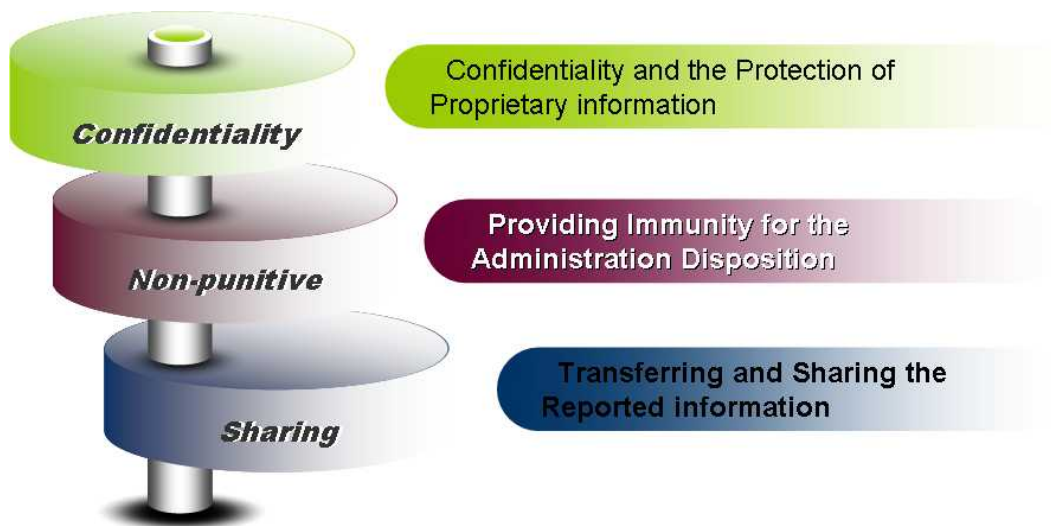 Confidentiality
Confidentiality and the Protection of
Proprietary information
Non-punitive
Providing Immunity for the
Administration Disposition
Sharing
Transferring and Sharing the
Reported information